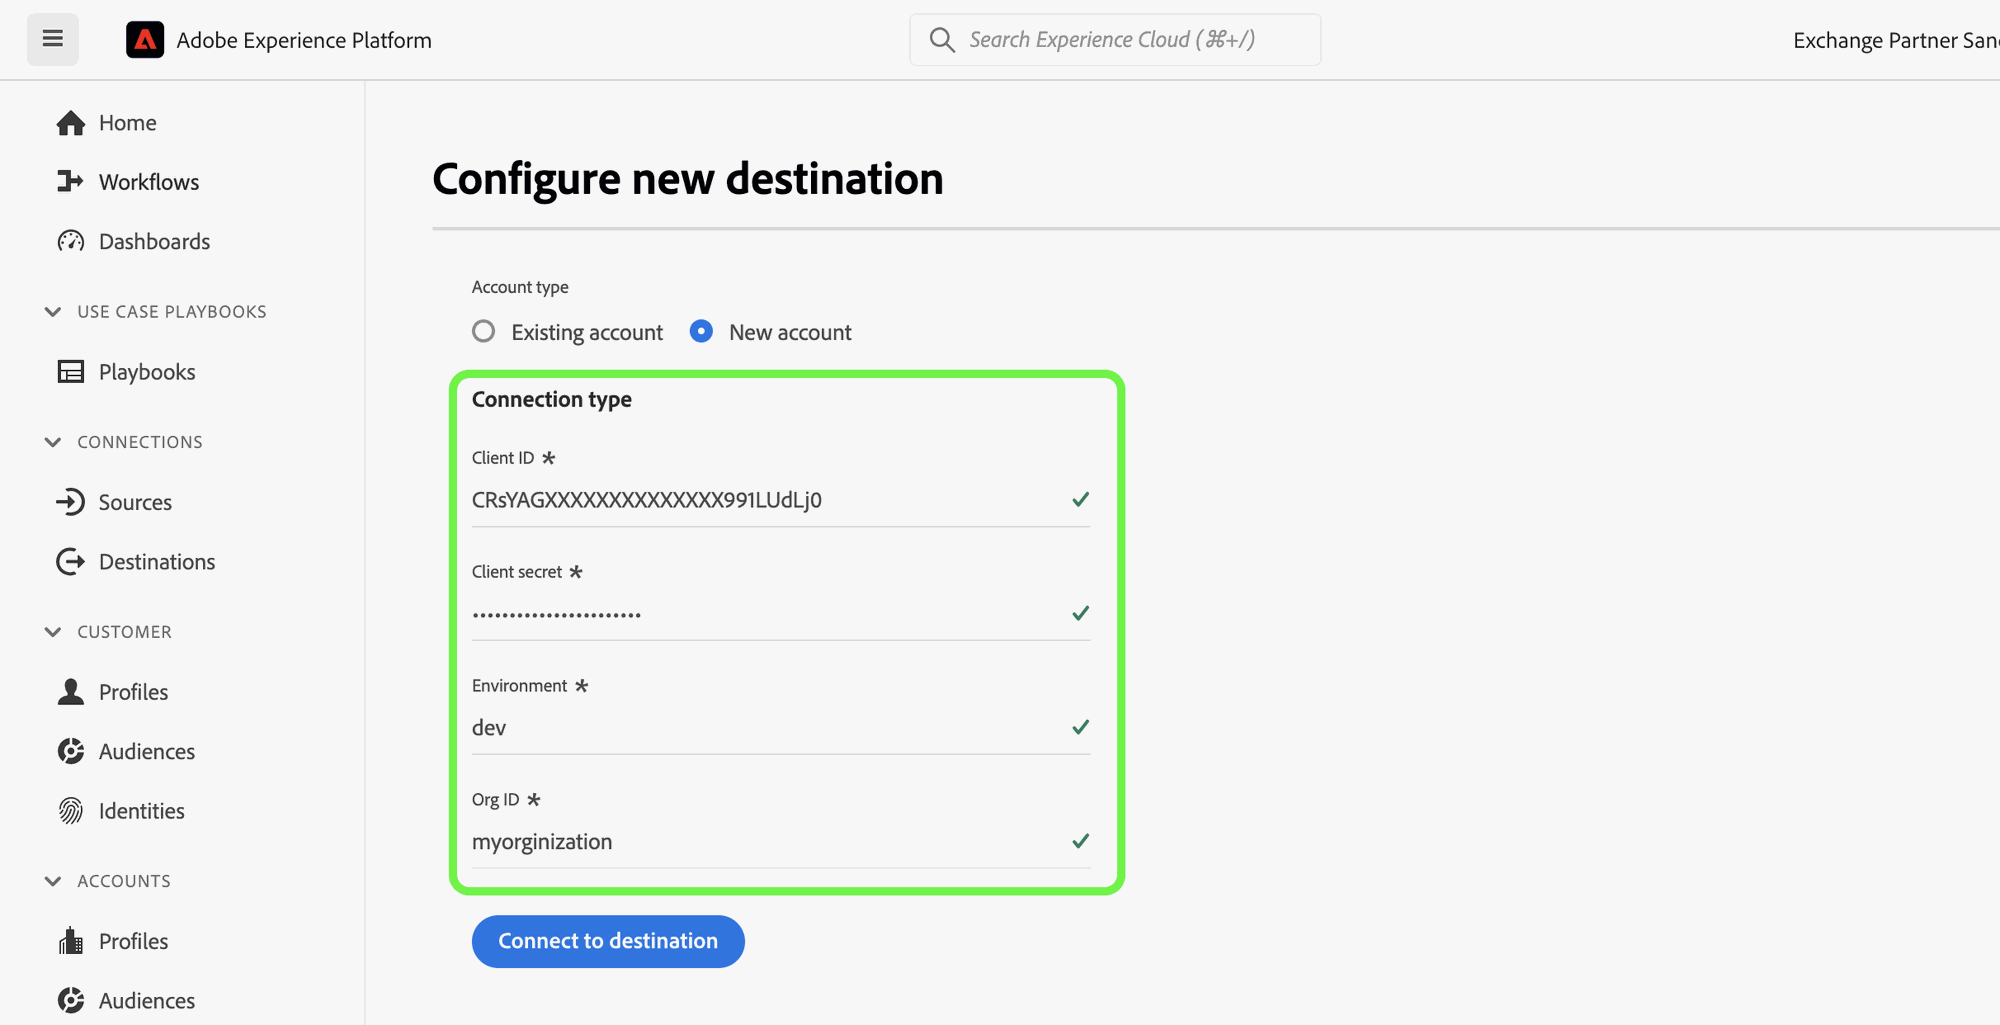 Adobe Experience Platform
Search Experience Cloud (⌘+/)
Exchange Partner
Home
Workflows
Dashboards
USE CASE PLAYBOOKS
Playbooks
CONNECTIONS
Sources
Destinations
CUSTOMER
Profiles
Audiences
Identities
ACCOUNTS
Profiles
Audiences
Configure new destination
Account type
Existing account
New account
Connection type
Client ID *
CRsYAGXXXXXXXXXXXXXX991LUdLj0
Client secret *
•••••••••••••••••••••••
Environment *
dev
Org ID *
myorginization
Connect to destination